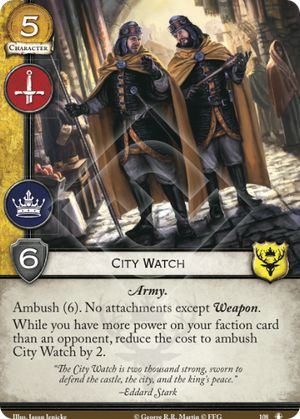 5
CHARACTER
6
CITY WATCH
Army.
Ambush (6). No attachments except Weapon.
While you have more power on your faction card
than an opponent, reduce the cost to ambush
City Watch by 2.
"The City Watch is two thousand strong, sworn to
defend the castle, the city, and the king's peace."
–Eddard Stark
Illus. Jason Jenicke
© George R.R. Martin © FFG
108